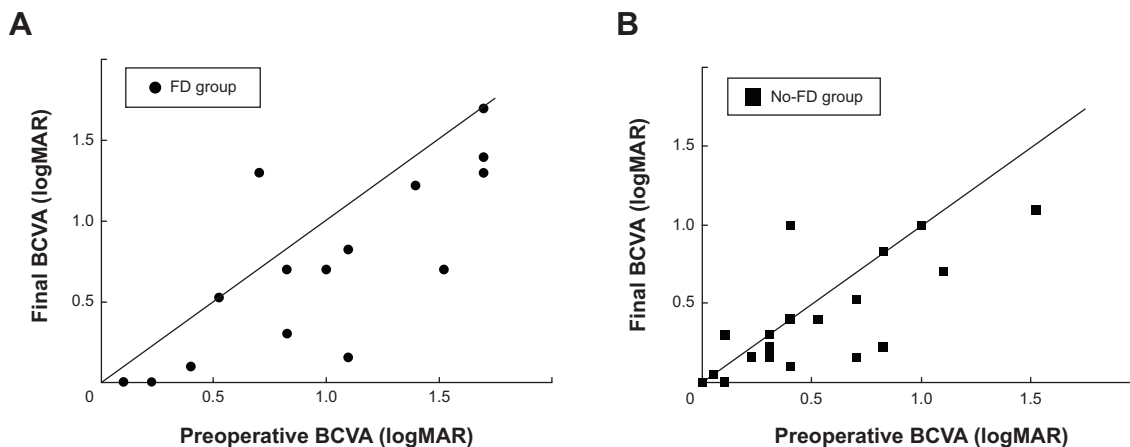 A
FD group
Final BCVA (logMAR)
1.5
1.0
0.5
0
0.5
1.0
1.5
Preoperative BCVA (logMAR)
B
No-FD group
Final BCVA (logMAR)
1.5
1.0
0.5
0
0.5
1.0
1.5
Preoperative BCVA (logMAR)